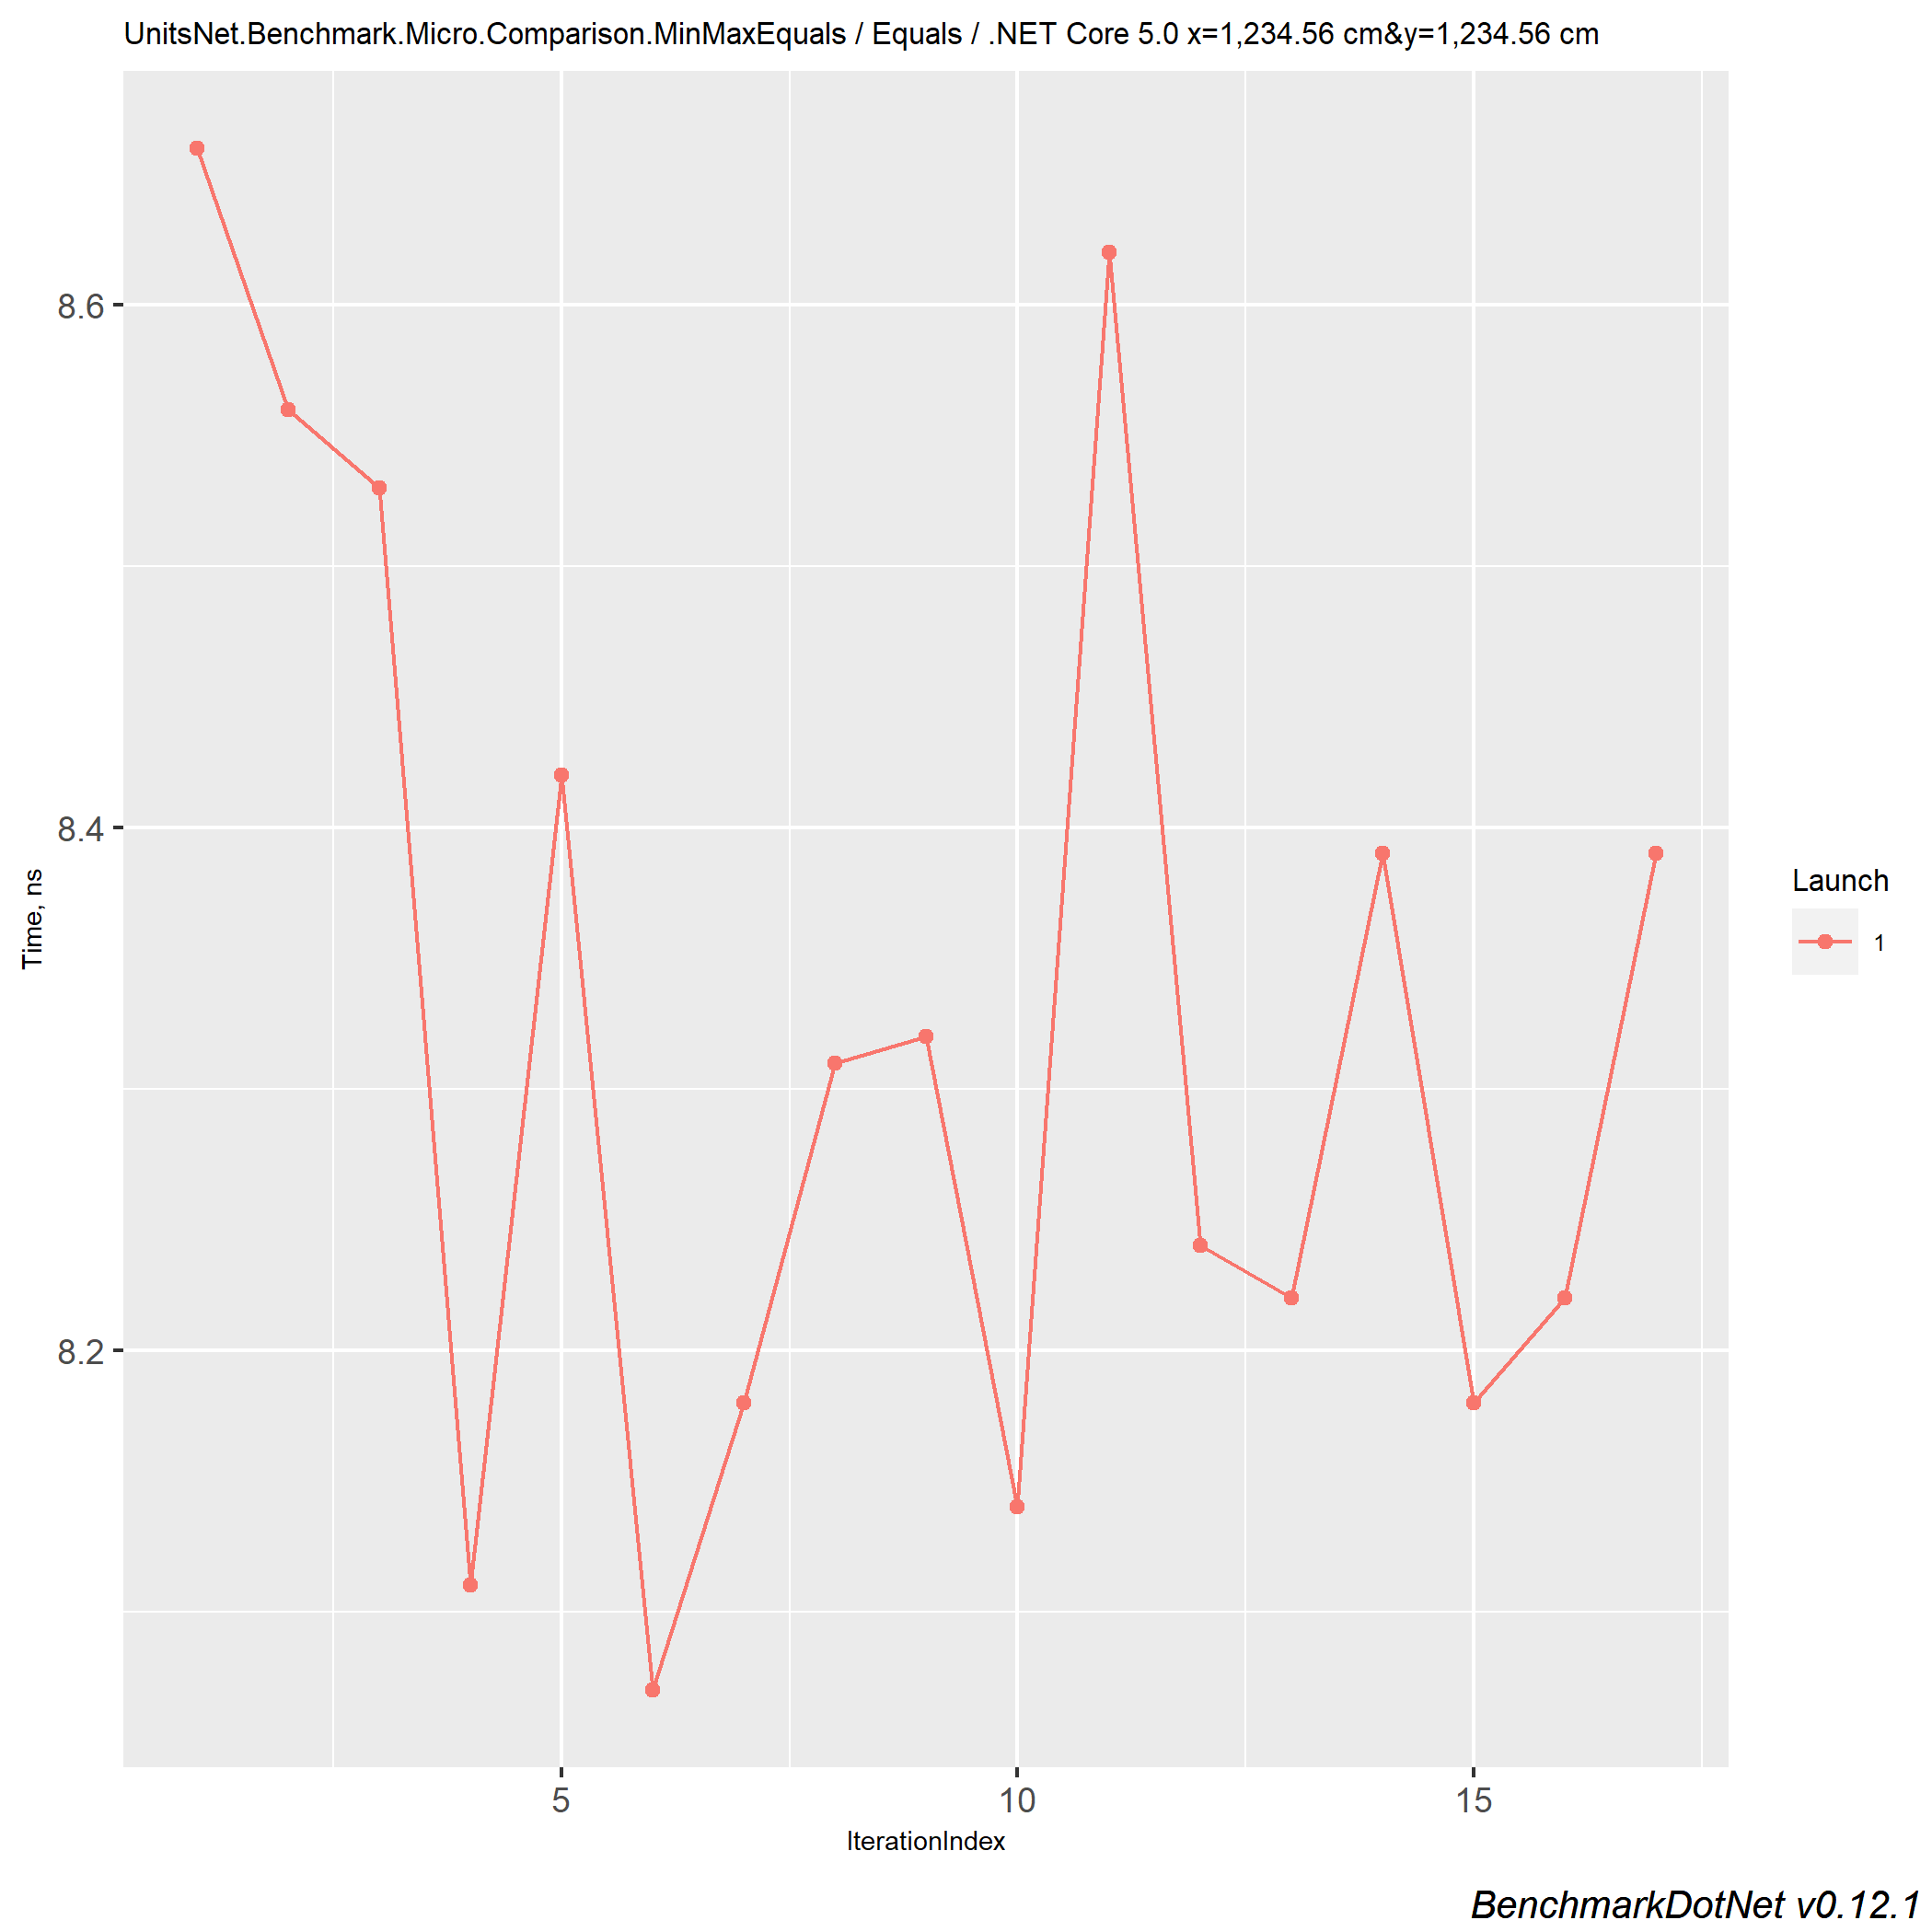 UnitsNet.Benchmark.Micro.Comparison.MinMaxEquals / Equals / .NET Core 5.0 x=1,234.56 cm&y=1,234.56 cm
8.6
8.4
8.2
Time, ns
5
10
15
IterationIndex
Launch
1
BenchmarkDotNet v0.12.1